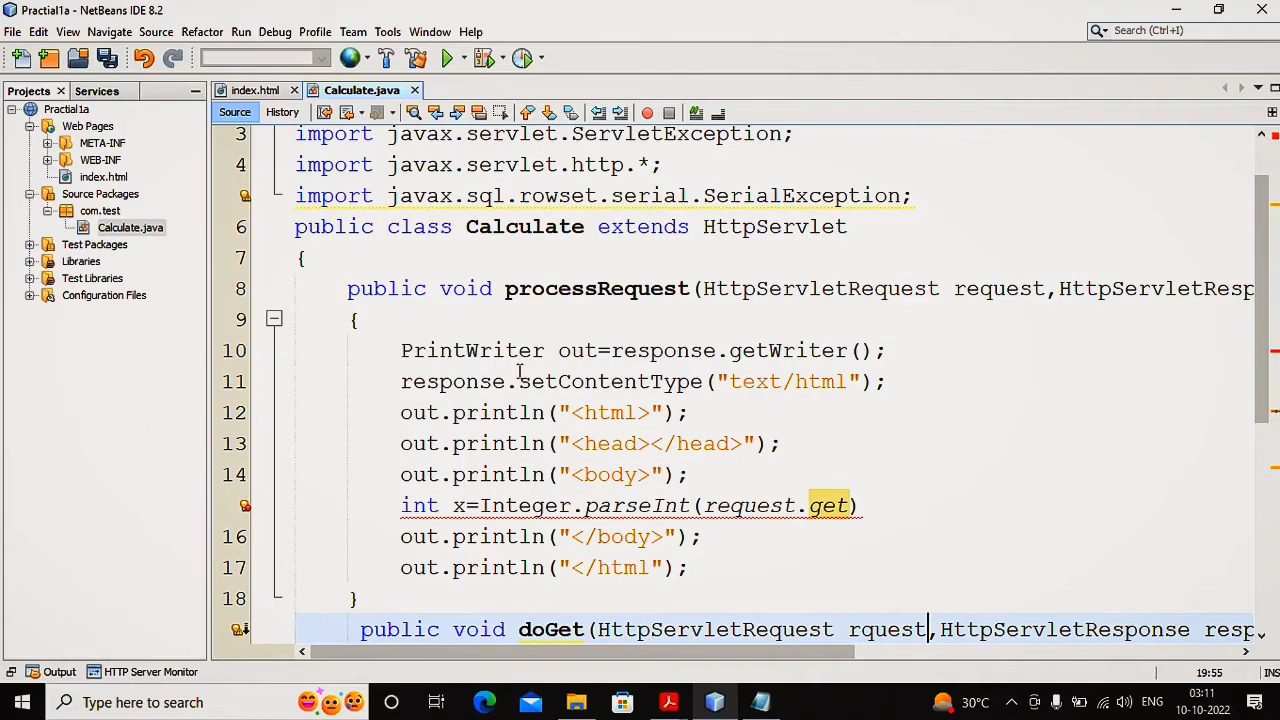 Practial1a - NetBeans IDE 8.2
File Edit View Navigate Source Refactor Run Debug Profile Team Tools Window Help
Search (Ctrl+I)
Projects Services
index.html Calculate.java
Source History
Practial1a
Web Pages
META-INF
WEB-INF
index.html
Source Packages
com.test
Calculate.java
Test Packages
Libraries
Test Libraries
Configuration Files
3 import javax.servlet.ServletException;
4 import javax.servlet.http.*;
import javax.sql.rowset.serial.SerialException;
6 public class Calculate extends HttpServlet
7 {
8 public void processRequest(HttpServletRequest request,HttpServletResp
9 {
10 PrintWriter out=response.getWriter();
11 response.setContentType("text/html");
12 out.println("<html>");
13 out.println("<head></head>");
14 out.println("<body>");
int x=Integer.parseInt(request.get)
16 out.println("</body>");
17 out.println("</html");
18 }
public void doGet(HttpServletRequest rquest,HttpServletResponse resp
Output HTTP Server Monitor
19:55 INS
Type here to search
30°C
ENG
03:11
10-10-2022